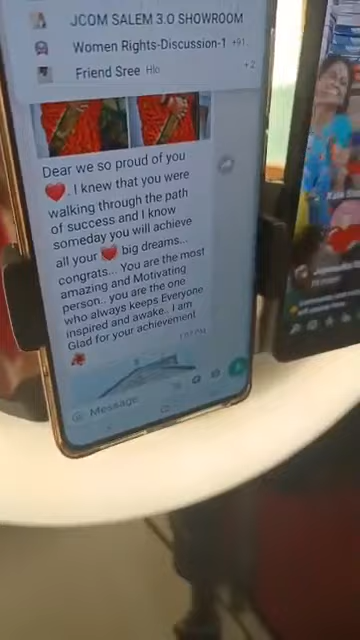 JCOM SALEM 3.0 SHOWROOM
Women Rights-Discussion-1 +91
Friend Sree Hlo
+2
Dear we so proud of you
❤️. I knew that you were
walking through the path
of success and I know
someday you will achieve
all your ❤️ big dreams...
congrats... You are the most
amazing and Motivating
person.. you are the one
who always keeps Everyone
inspired and awake.. I am
Glad for your achievement
Message